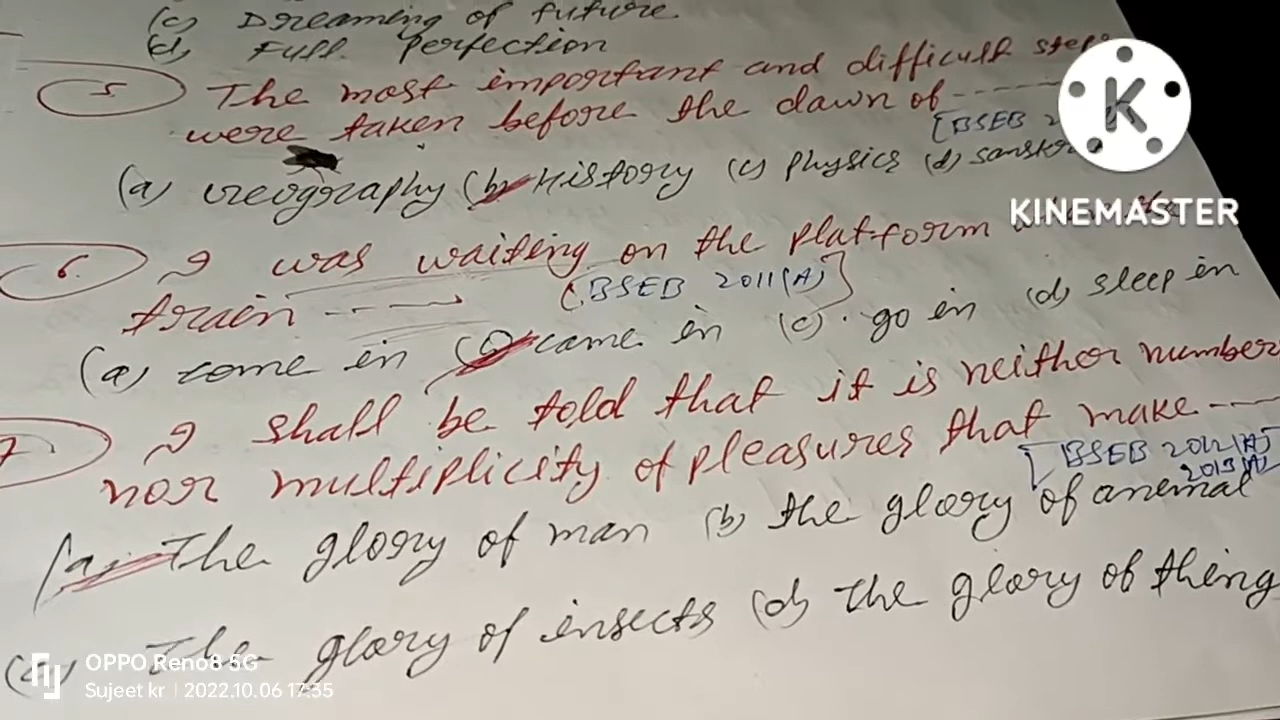 (c) Dreaming of future
(d) Full perfection
5 The most important and difficult steps
were taken before the dawn of -----
[BSEB 2
(a) Geography (b) History (c) physics (d)
K
KINEMASTER
6. I was waiting on the platform
train ---- [BSEB 2011(A)]
(a) come in (b) came in (c) go in (d) sleep in
7 I shall be told that it is neithor number
nor multiplicity of pleasures that make ----
[BSEB 2012(A)
2013(A)]
(a) The glory of man (b) the glory of animal
(c) The glory of insects (d) the glory of thing
OPPO Reno8 5G
Sujeet kr | 2022.10.06 17:35